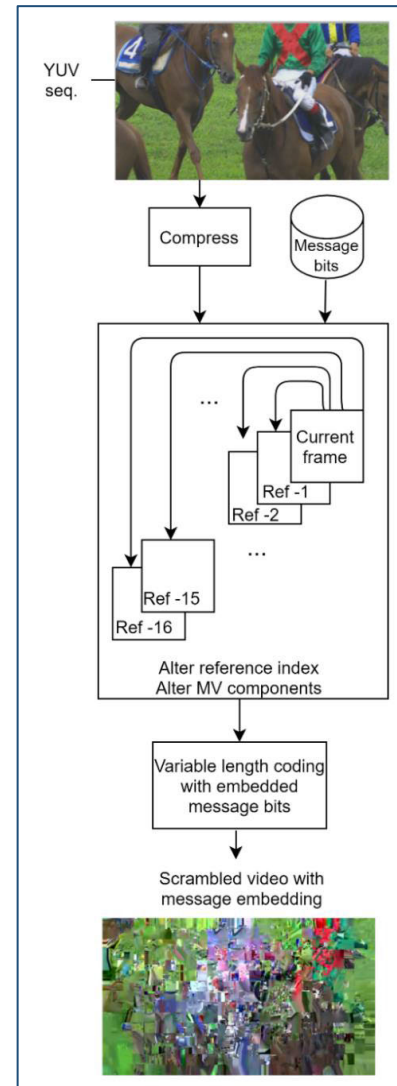 YUV
seq.
4
Compress
Message
bits
...
Current
frame
Ref -1
Ref -2
...
Ref -15
Ref -16
Alter reference index
Alter MV components
Variable length coding
with embedded
message bits
Scrambled video with
message embedding